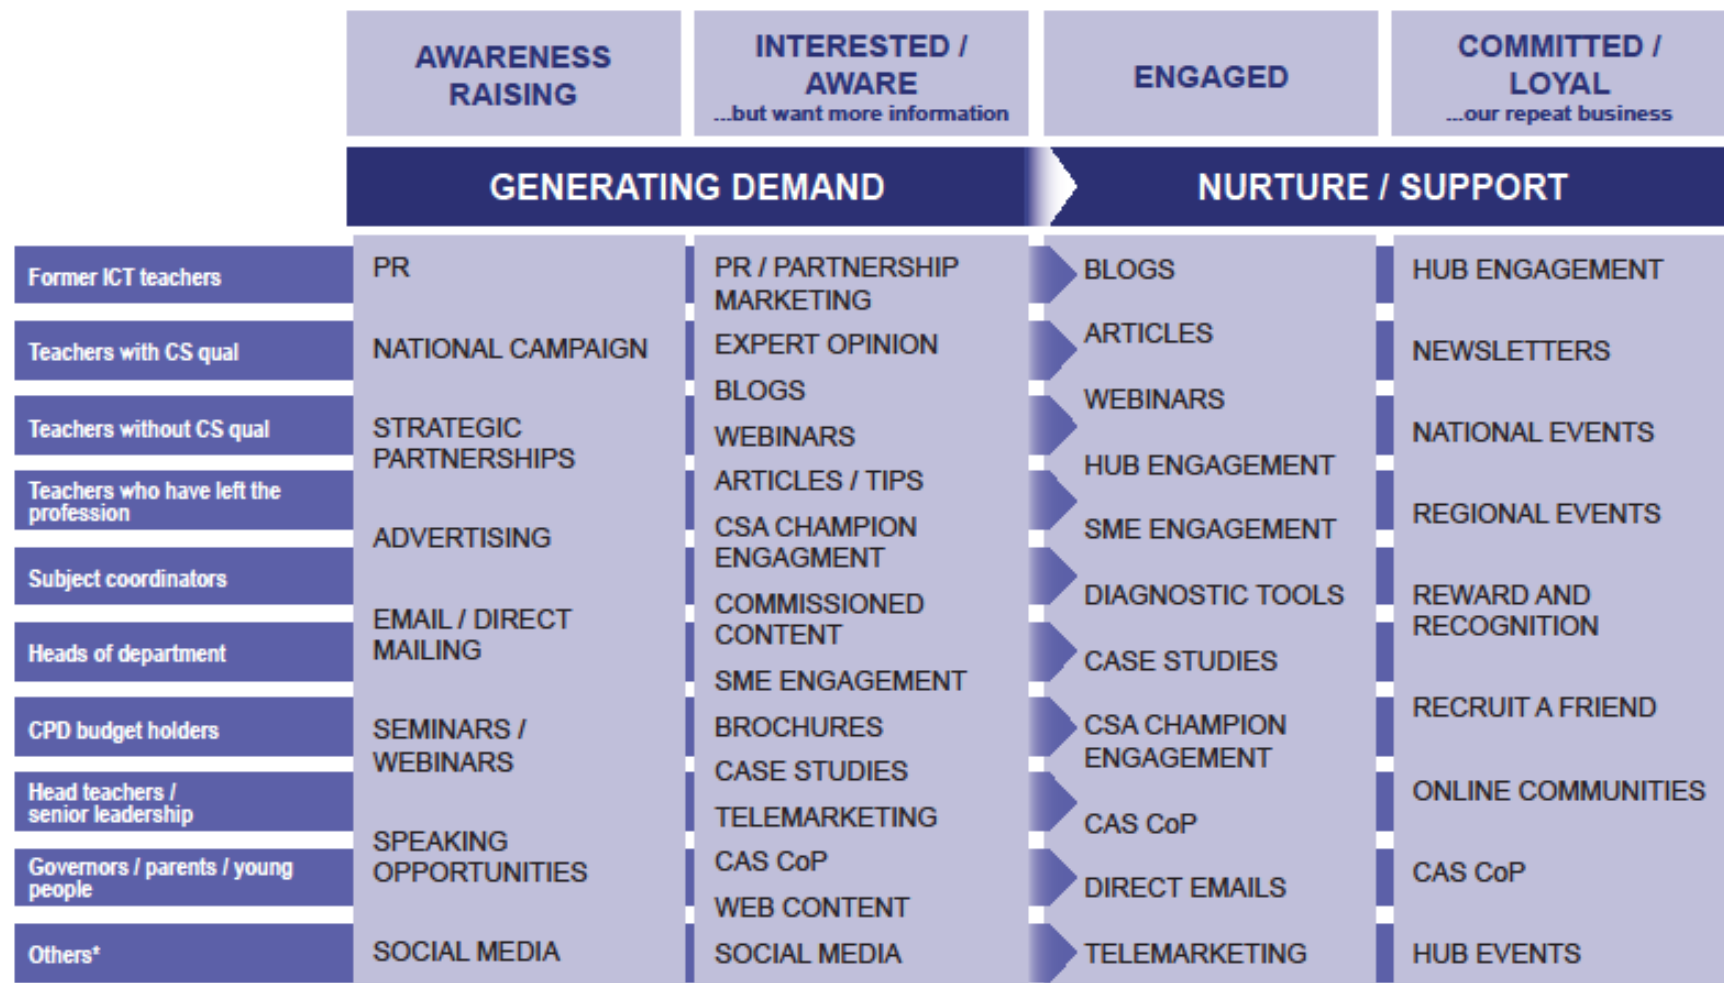 AWARENESS
RAISING
INTERESTED /
AWARE
...but want more information
ENGAGED
COMMITTED /
LOYAL
...our repeat business
GENERATING DEMAND
NURTURE / SUPPORT
Former ICT teachers
Teachers with CS qual
Teachers without CS qual
Teachers who have left the
profession
Subject coordinators
Heads of department
CPD budget holders
Head teachers /
senior leadership
Governors / parents / young
people
Others*
PR
NATIONAL CAMPAIGN
STRATEGIC
PARTNERSHIPS
ADVERTISING
EMAIL / DIRECT
MAILING
SEMINARS /
WEBINARS
SPEAKING
OPPORTUNITIES
SOCIAL MEDIA
PR / PARTNERSHIP
MARKETING
EXPERT OPINION
BLOGS
WEBINARS
ARTICLES / TIPS
CSA CHAMPION
ENGAGMENT
COMMISSIONED
CONTENT
SME ENGAGEMENT
BROCHURES
CASE STUDIES
TELEMARKETING
CAS CoP
WEB CONTENT
SOCIAL MEDIA
BLOGS
ARTICLES
WEBINARS
HUB ENGAGEMENT
SME ENGAGEMENT
DIAGNOSTIC TOOLS
CASE STUDIES
CSA CHAMPION
ENGAGEMENT
CAS CoP
DIRECT EMAILS
TELEMARKETING
HUB ENGAGEMENT
NEWSLETTERS
NATIONAL EVENTS
REGIONAL EVENTS
REWARD AND
RECOGNITION
RECRUIT A FRIEND
ONLINE COMMUNITIES
CAS CoP
HUB EVENTS